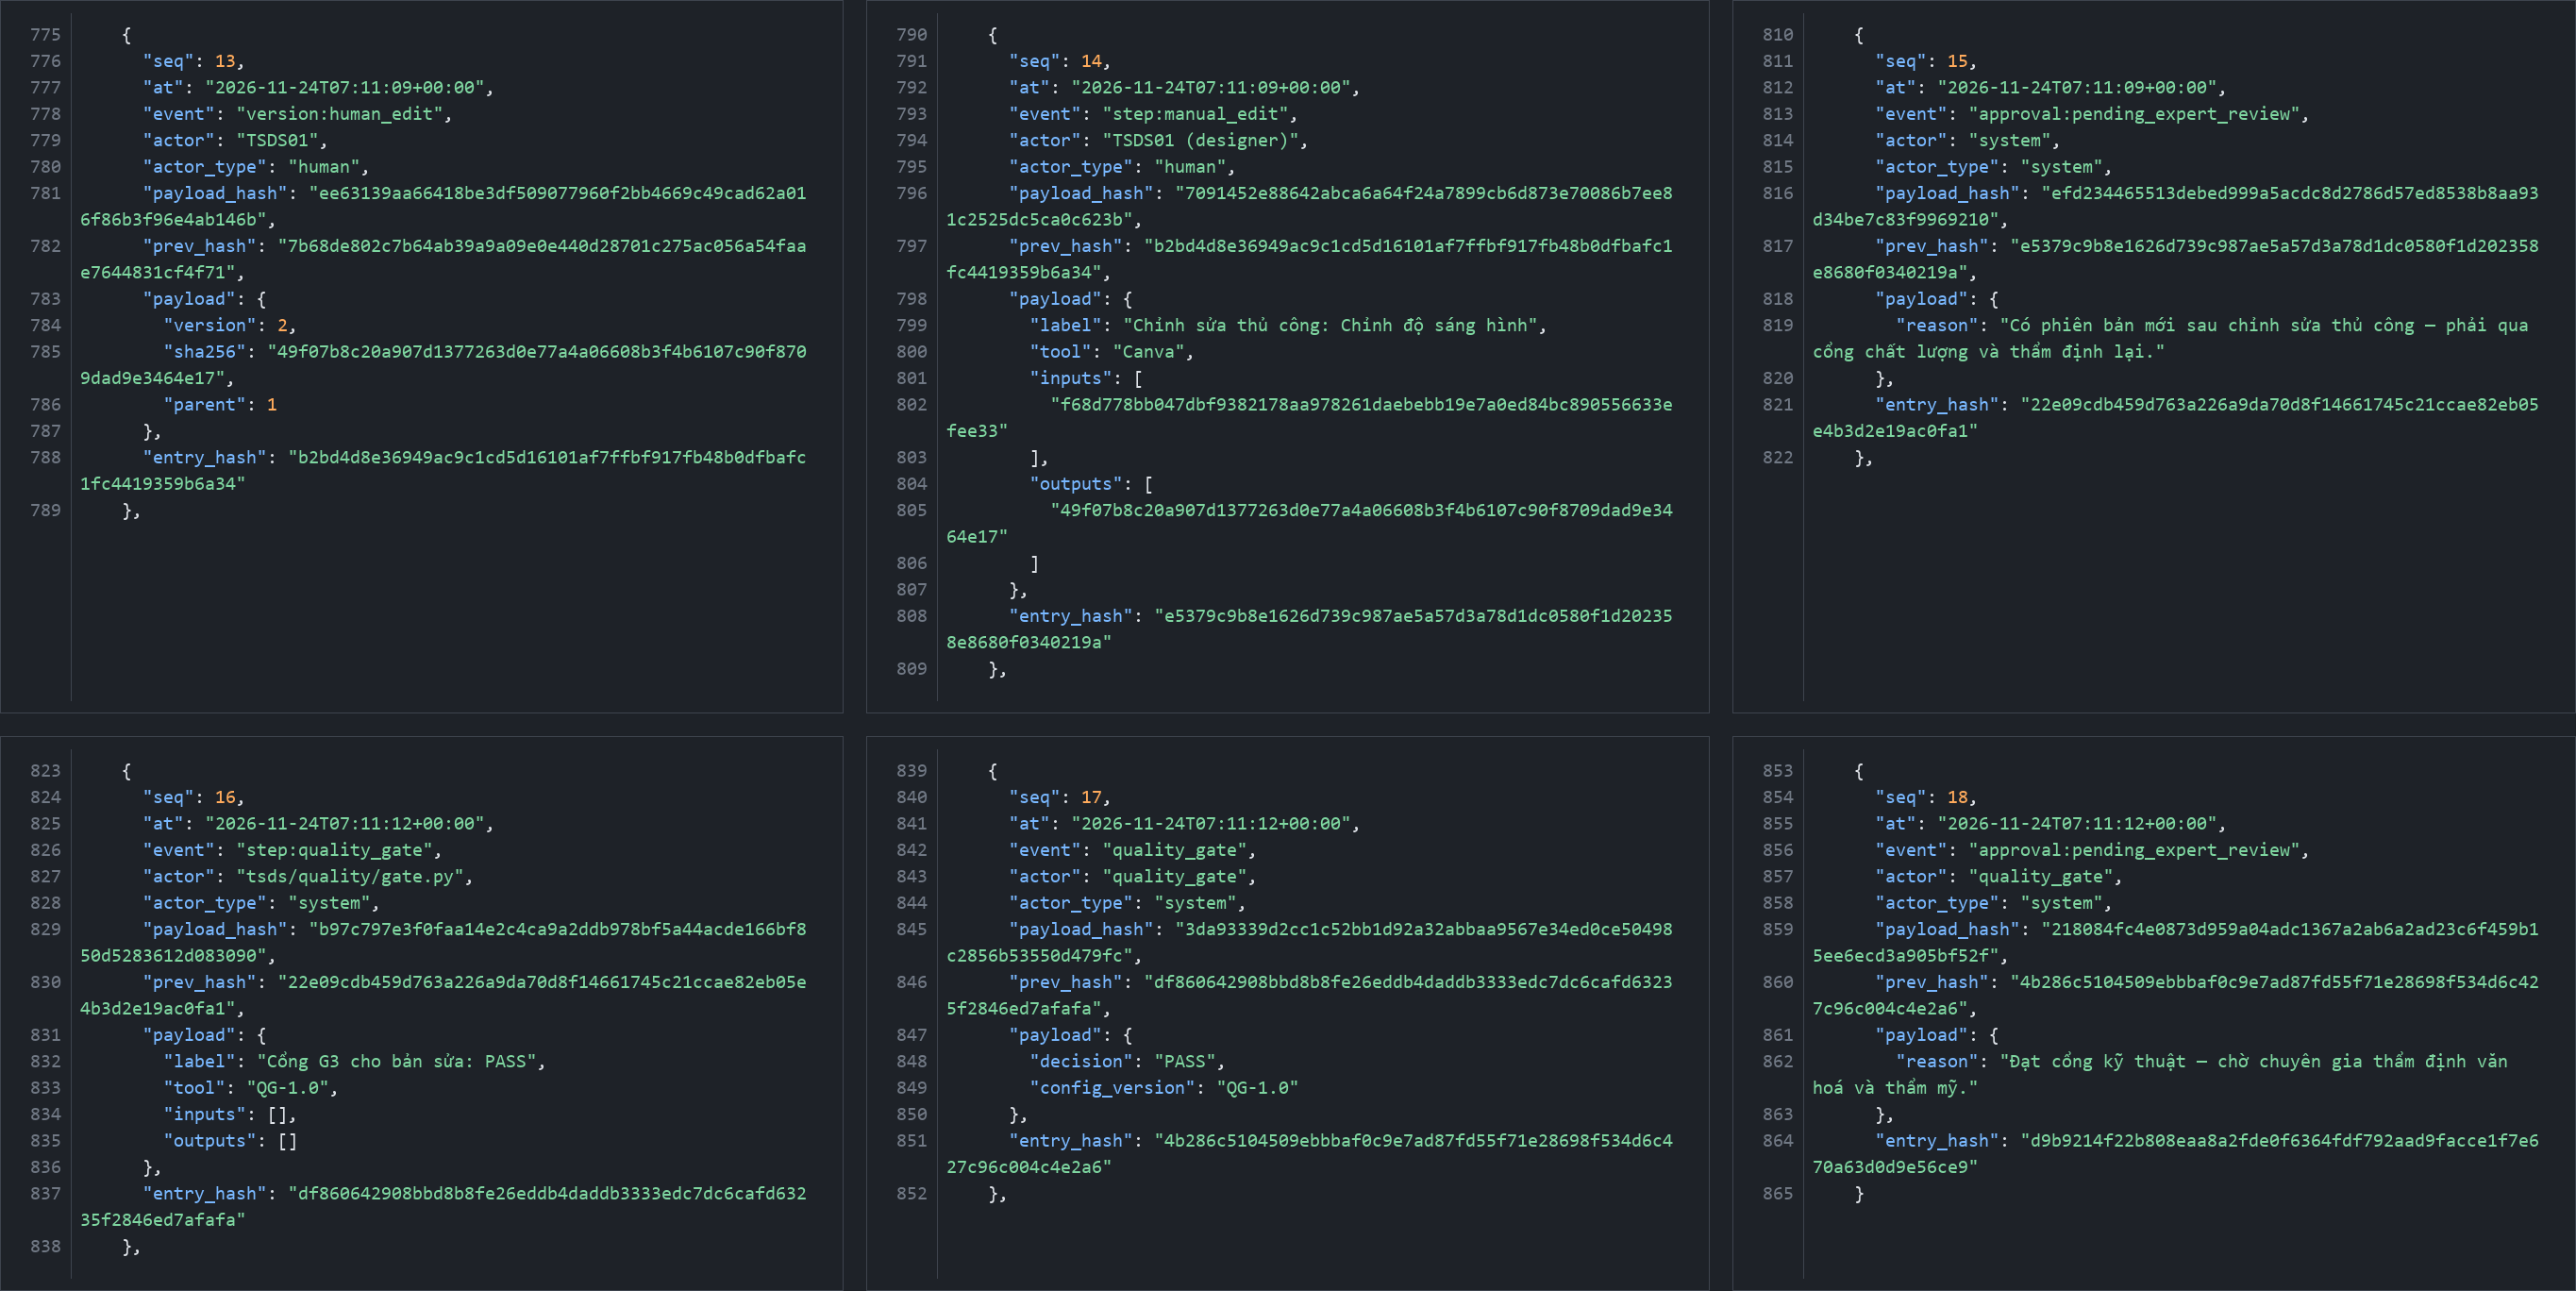 775 {
776 "seq": 13,
777 "at": "2026-11-24T07:11:09+00:00",
778 "event": "version:human_edit",
779 "actor": "TSDS01",
780 "actor_type": "human",
781 "payload_hash": "ee63139aa66418be3df509077960f2bb4669c49cad62a01
6f86b3f96e4ab146b",
782 "prev_hash": "7b68de802c7b64ab39a9a09e0e440d28701c275ac056a54faa
e7644831cf4f71",
783 "payload": {
784 "version": 2,
785 "sha256": "49f07b8c20a907d1377263d0e77a4a06608b3f4b6107c90f870
9dad9e3464e17",
786 "parent": 1
787 },
788 "entry_hash": "b2bd4d8e36949ac9c1cd5d16101af7ffbf917fb48b0dfbafc
1fc4419359b6a34"
789 },
790 {
791 "seq": 14,
792 "at": "2026-11-24T07:11:09+00:00",
793 "event": "step:manual_edit",
794 "actor": "TSDS01 (designer)",
795 "actor_type": "human",
796 "payload_hash": "7091452e88642abca6a64f24a7899cb6d873e70086b7ee8
1c2525dc5ca0c623b",
797 "prev_hash": "b2bd4d8e36949ac9c1cd5d16101af7ffbf917fb48b0dfbafc1
fc4419359b6a34",
798 "payload": {
799 "label": "Chỉnh sửa thủ công: Chỉnh độ sáng hình",
800 "tool": "Canva",
801 "inputs": [
802 "f68d778bb047dbf9382178aa978261daebebb19e7a0ed84bc890556633e
fee33"
803 ],
804 "outputs": [
805 "49f07b8c20a907d1377263d0e77a4a06608b3f4b6107c90f8709dad9e34
64e17"
806 ]
807 },
808 "entry_hash": "e5379c9b8e1626d739c987ae5a57d3a78d1dc0580f1d20235
8e8680f0340219a"
809 },
810 {
811 "seq": 15,
812 "at": "2026-11-24T07:11:09+00:00",
813 "event": "approval:pending_expert_review",
814 "actor": "system",
815 "actor_type": "system",
816 "payload_hash": "efd234465513debed999a5acdc8d2786d57ed8538b8aa93
d34be7c83f9969210",
817 "prev_hash": "e5379c9b8e1626d739c987ae5a57d3a78d1dc0580f1d202358
e8680f0340219a",
818 "payload": {
819 "reason": "Có phiên bản mới sau chỉnh sửa thủ công — phải qua
cổng chất lượng và thẩm định lại."
820 },
821 "entry_hash": "22e09cdb459d763a226a9da70d8f14661745c21ccae82eb05
e4b3d2e19ac0fa1"
822 },
823 {
824 "seq": 16,
825 "at": "2026-11-24T07:11:12+00:00",
826 "event": "step:quality_gate",
827 "actor": "tsds/quality/gate.py",
828 "actor_type": "system",
829 "payload_hash": "b97c797e3f0faa14e2c4ca9a2ddb978bf5a44acde166bf8
50d5283612d083090",
830 "prev_hash": "22e09cdb459d763a226a9da70d8f14661745c21ccae82eb05e
4b3d2e19ac0fa1",
831 "payload": {
832 "label": "Cổng G3 cho bản sửa: PASS",
833 "tool": "QG-1.0",
834 "inputs": [],
835 "outputs": []
836 },
837 "entry_hash": "df860642908bbd8b8fe26eddb4daddb3333edc7dc6cafd632
35f2846ed7afafa"
838 },
839 {
840 "seq": 17,
841 "at": "2026-11-24T07:11:12+00:00",
842 "event": "quality_gate",
843 "actor": "quality_gate",
844 "actor_type": "system",
845 "payload_hash": "3da93339d2cc1c52bb1d92a32abbaa9567e34ed0ce50498
c2856b53550d479fc",
846 "prev_hash": "df860642908bbd8b8fe26eddb4daddb3333edc7dc6cafd6323
5f2846ed7afafa",
847 "payload": {
848 "decision": "PASS",
849 "config_version": "QG-1.0"
850 },
851 "entry_hash": "4b286c5104509ebbbaf0c9e7ad87fd55f71e28698f534d6c4
27c96c004c4e2a6"
852 },
853 {
854 "seq": 18,
855 "at": "2026-11-24T07:11:12+00:00",
856 "event": "approval:pending_expert_review",
857 "actor": "quality_gate",
858 "actor_type": "system",
859 "payload_hash": "218084fc4e0873d959a04adc1367a2ab6a2ad23c6f459b1
5ee6ecd3a905bf52f",
860 "prev_hash": "4b286c5104509ebbbaf0c9e7ad87fd55f71e28698f534d6c42
7c96c004c4e2a6",
861 "payload": {
862 "reason": "Đạt cổng kỹ thuật — chờ chuyên gia thẩm định văn
hoá và thẩm mỹ."
863 },
864 "entry_hash": "d9b9214f22b808eaa8a2fde0f6364fdf792aad9facce1f7e6
70a63d0d9e56ce9"
865 }